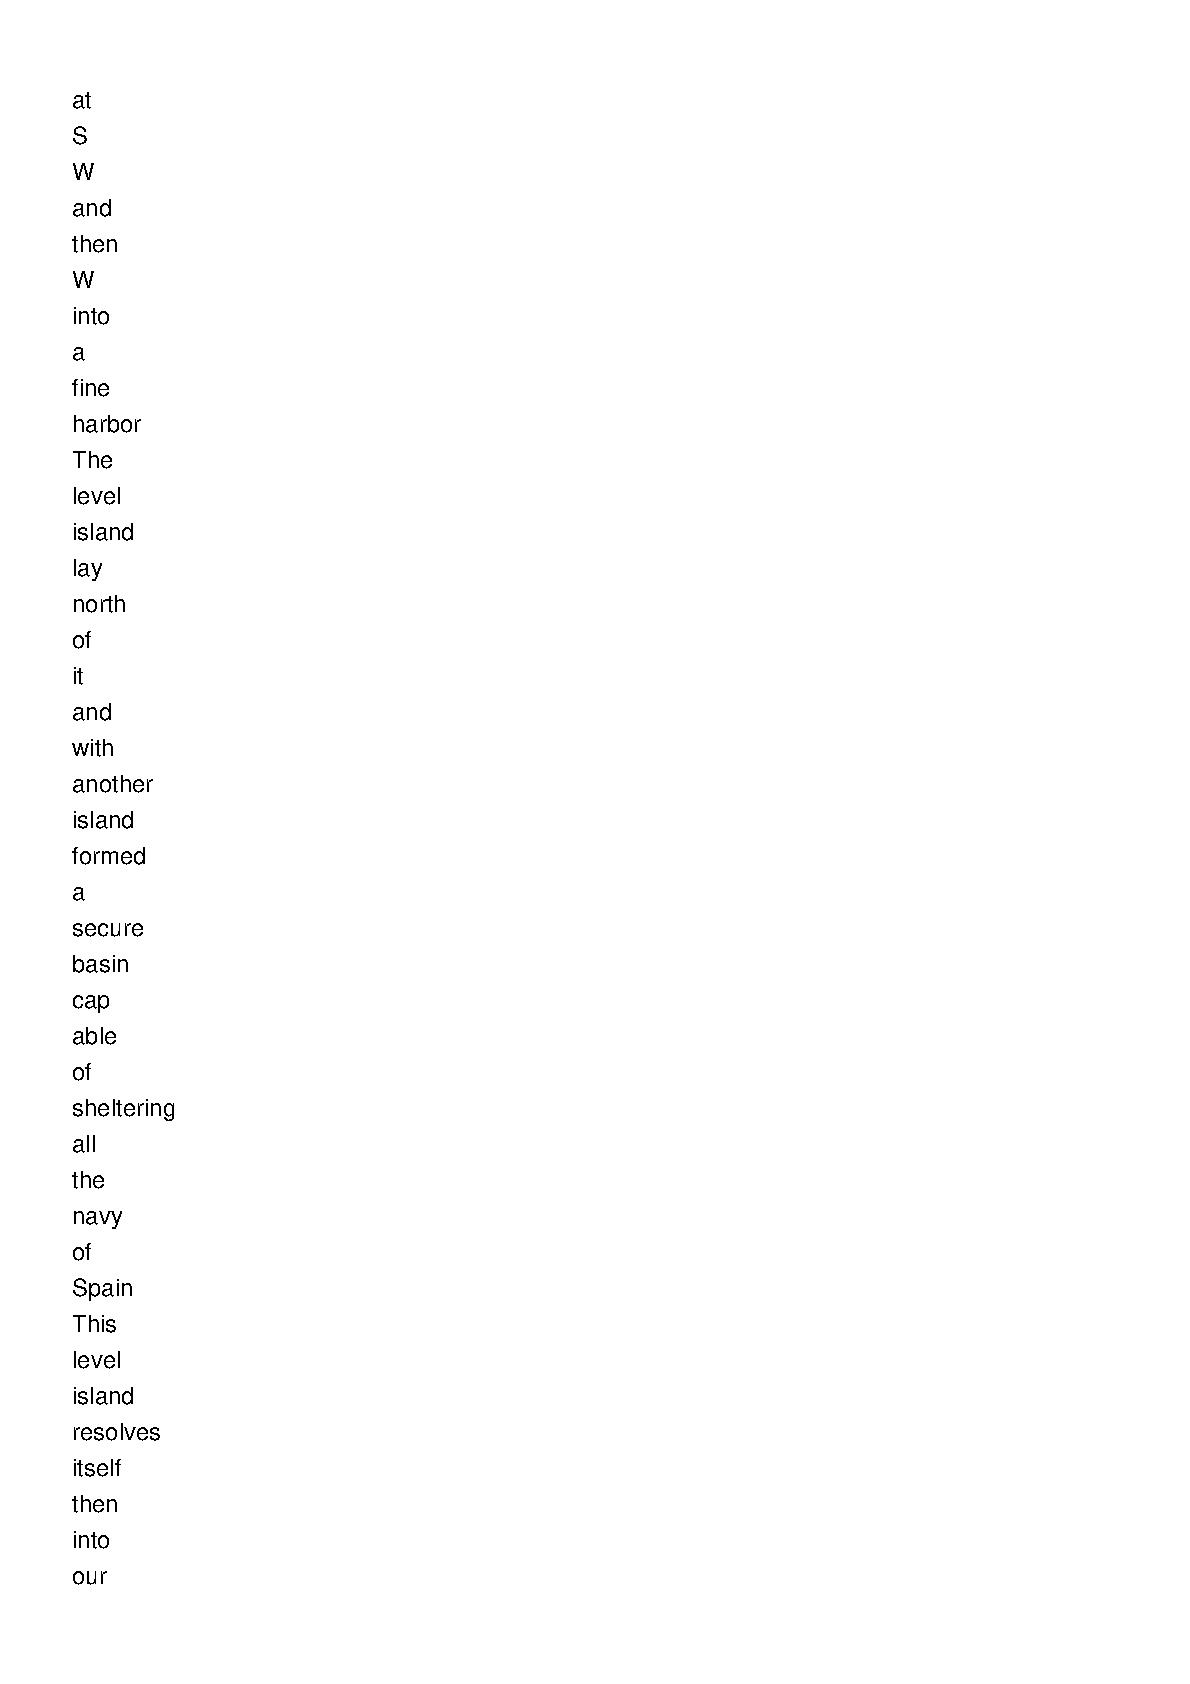 at
S
W
and
then
W
into
a
fine
harbor
The
level
island
lay
north
of
it
and
with
another
island
formed
a
secure
basin
cap
able
of
sheltering
all
the
navy
of
Spain
This
level
island
resolves
itself
then
into
our